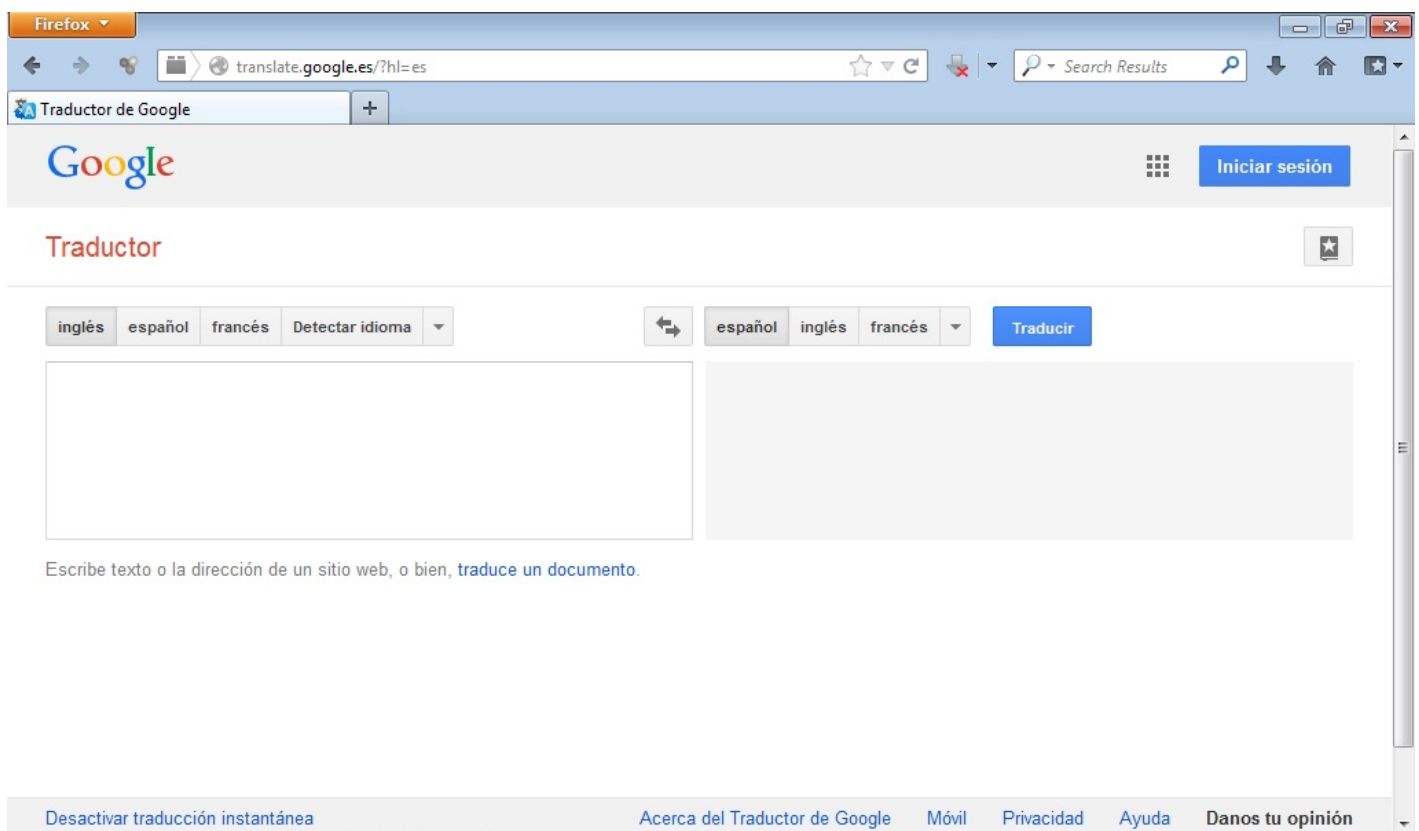 Firefox
translate.google.es/?hl=es
Search Results
Traductor de Google
Google
Iniciar sesión
Traductor
inglés español francés Detectar idioma español inglés francés Traducir
Escribe texto o la dirección de un sitio web, o bien, traduce un documento.
Desactivar traducción instantánea Acerca del Traductor de Google Móvil Privacidad Ayuda Danos tu opinión